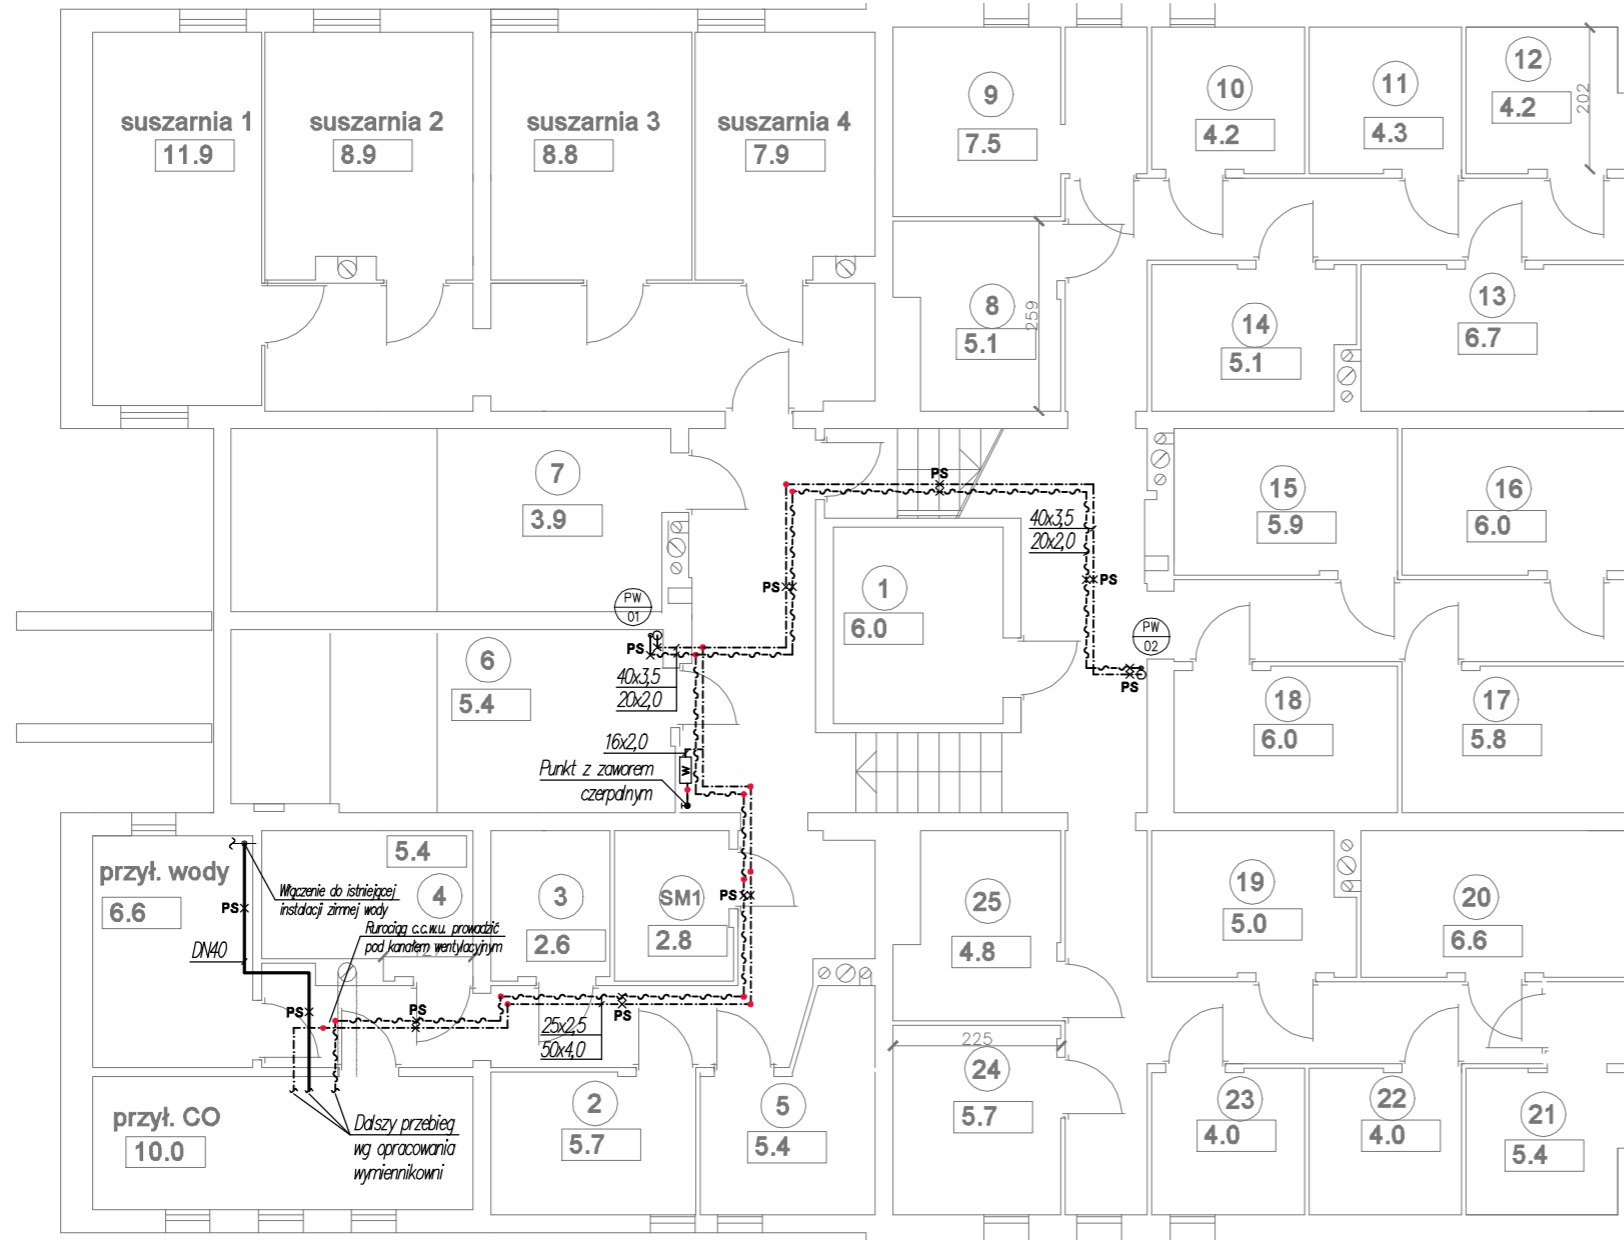 suszarnia 1
11.9
suszarnia 2
8.9
suszarnia 3
8.8
suszarnia 4
7.9
9
7.5
10
4.2
11
4.3
12
4.2
202
8
5.1
259
14
5.1
13
6.7
7
3.9
PS
40x3,5
20x2,0
15
5.9
16
6.0
PS
PS
1
6.0
PW
01
PS
40x3,5
20x2,0
6
5.4
PW
02
PS
18
6.0
17
5.8
16x2,0
Punkt z zaworem
czerpalnym
W
przył. wody
6.6
PS
DN40
Włączenie do istniejącej
instalacji zimnej wody
5.4
4
Rurociąg c.c.w.u. prowadzić
pod kanałem wentylacyjnym
3
2.6
SM1
2.8
PS
25
4.8
19
5.0
20
6.6
PS
PS
PS
25x2,5
50x4,0
225
24
5.7
przył. CO
10.0
Dalszy przebieg
wg opracowania
wymiennikowni
2
5.7
5
5.4
23
4.0
22
4.0
21
5.4